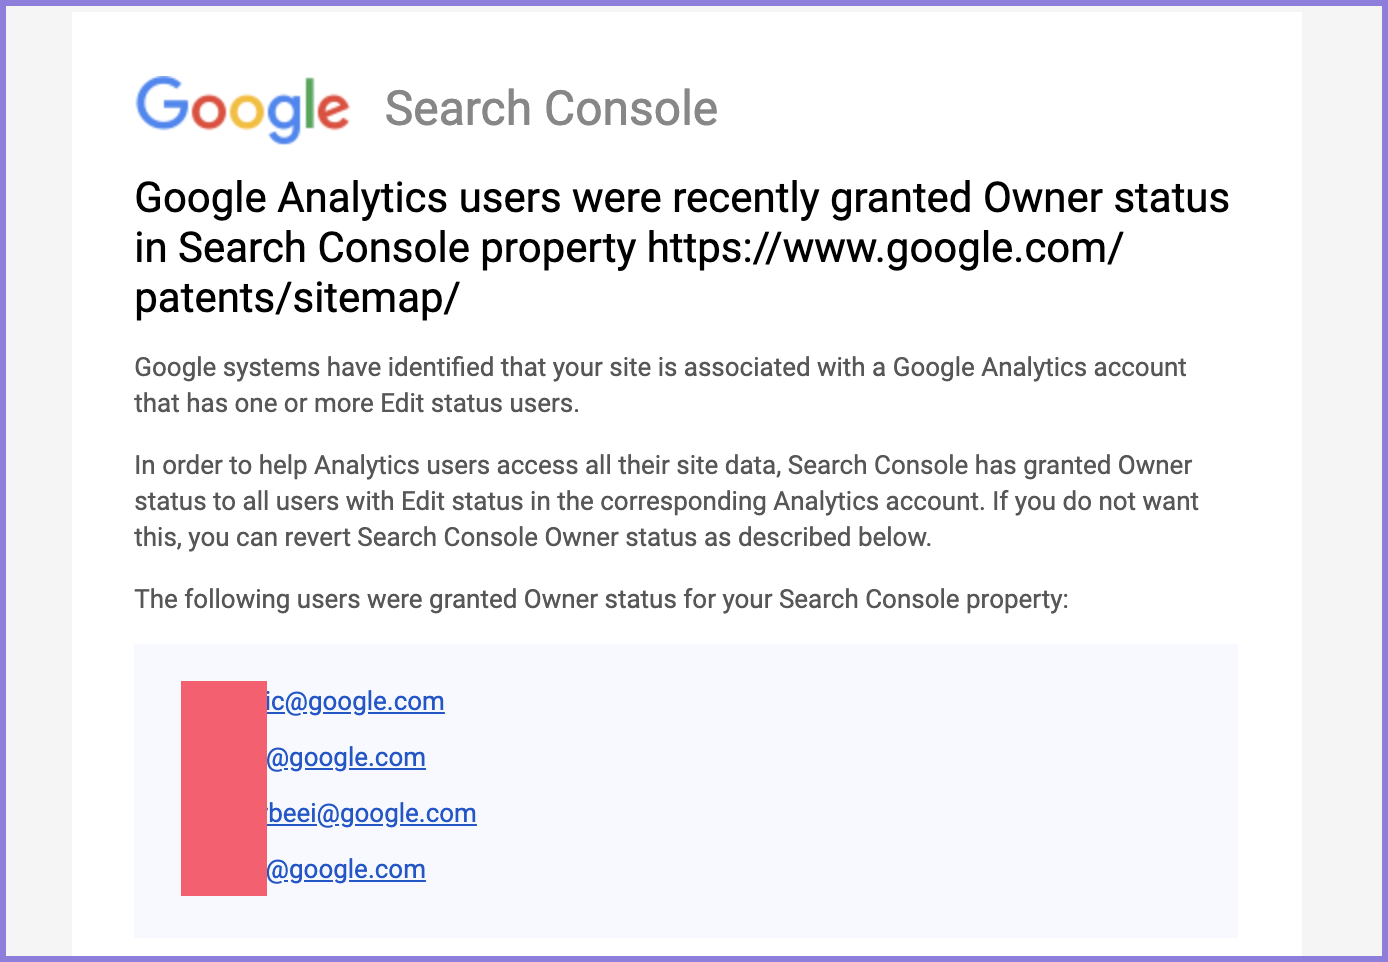 Google Search Console
Google Analytics users were recently granted Owner status
in Search Console property https://www.google.com/
patents/sitemap/
Google systems have identified that your site is associated with a Google Analytics account
that has one or more Edit status users.
In order to help Analytics users access all their site data, Search Console has granted Owner
status to all users with Edit status in the corresponding Analytics account. If you do not want
this, you can revert Search Console Owner status as described below.
The following users were granted Owner status for your Search Console property:
ic@google.com
@google.com
beei@google.com
@google.com